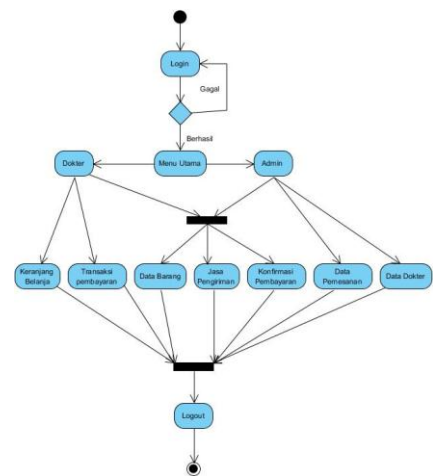 Login
Gagal
Berhasil
Dokter
Menu Utama
Admin
Keranjang
Belanja
Transaksi
pembayaran
Data Barang
Jasa
Pengiriman
Konfirmasi
Pembayaran
Data
Pemesanan
Data Dokter
Logout